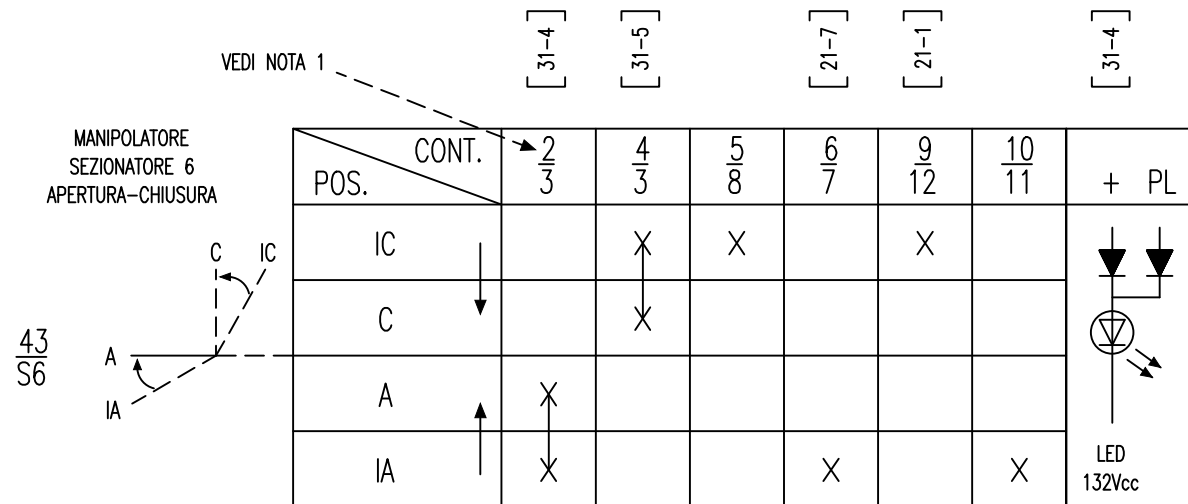 [31-4] [31-5] [21-7] [21-1] [31-4]
VEDI NOTA 1
MANIPOLATORE
SEZIONATORE 6
APERTURA-CHIUSURA
CONT.
POS.
2/3 4/3 5/8 6/7 9/12 10/11 + PL
IC X X X
C X
A X
IA X X X
C IC
43/S6
A
IA
LED
132Vcc